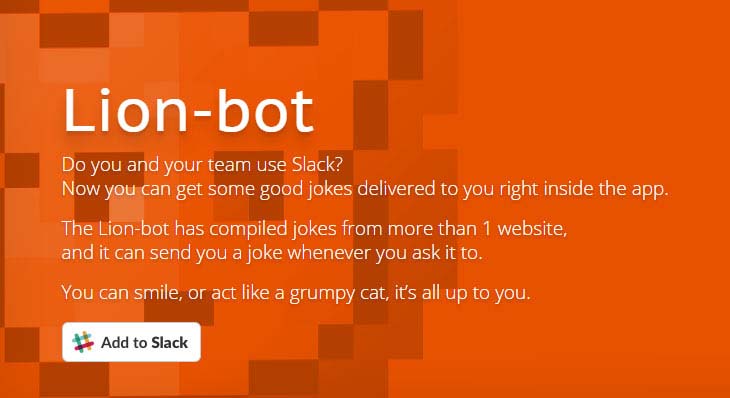 Lion-bot
Do you and your team use Slack?
Now you can get some good jokes delivered to you right inside the app.
The Lion-bot has compiled jokes from more than 1 website,
and it can send you a joke whenever you ask it to.
You can smile, or act like a grumpy cat, it’s all up to you.
Add to Slack